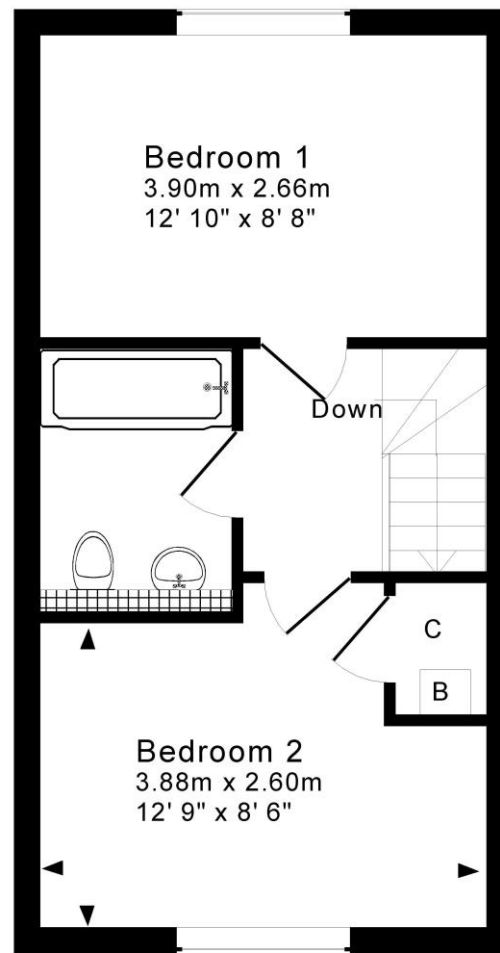 Bedroom 1
3.90m x 2.66m
12' 10" x 8' 8"
Down
C
B
Bedroom 2
3.88m x 2.60m
12' 9" x 8' 6"